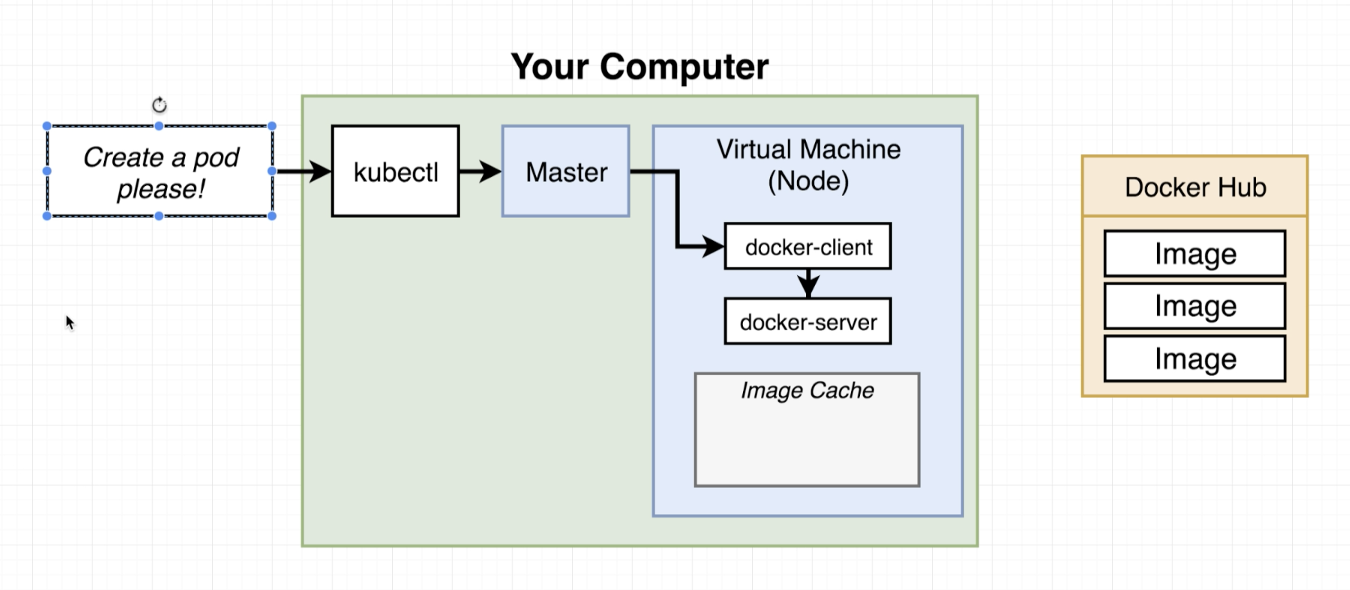 Your Computer
Create a pod
please!
kubectl
Master
Virtual Machine
(Node)
docker-client
docker-server
Image Cache
Docker Hub
Image
Image
Image